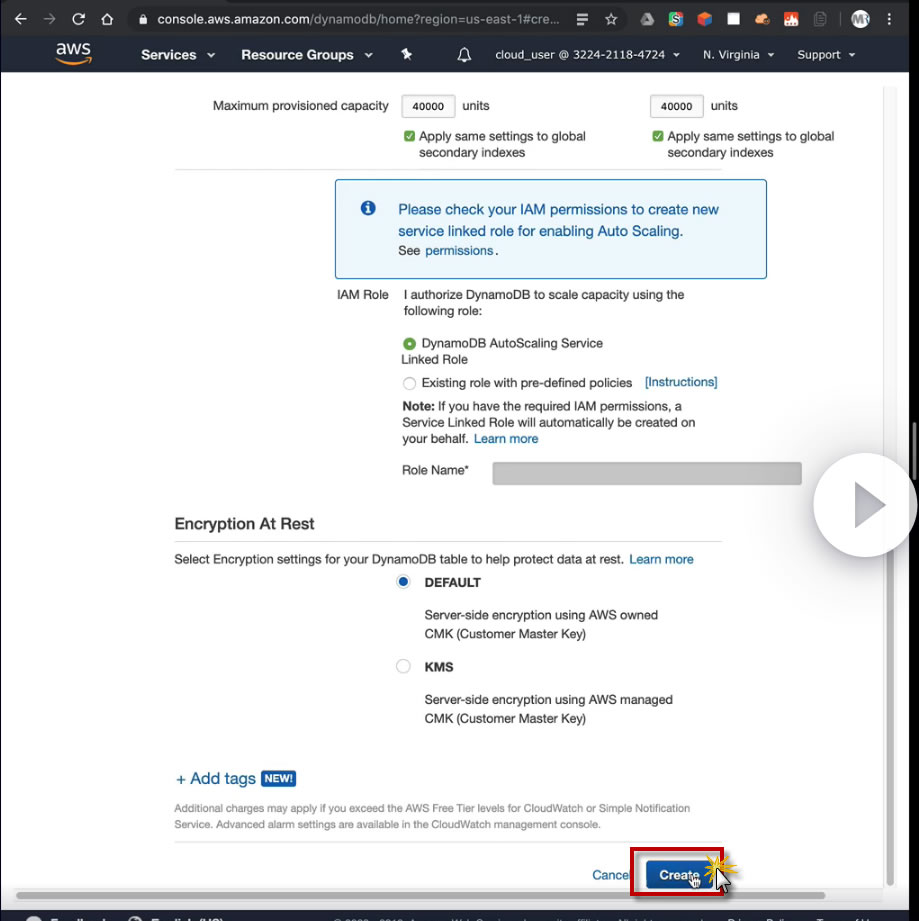 console.aws.amazon.com/dynamodb/home?region=us-east-1#cre...
aws Services Resource Groups cloud_user @ 3224-2118-4724 N. Virginia Support
Maximum provisioned capacity 40000 units 40000 units
Apply same settings to global Apply same settings to global
secondary indexes secondary indexes
Please check your IAM permissions to create new
service linked role for enabling Auto Scaling.
See permissions.
IAM Role I authorize DynamoDB to scale capacity using the
following role:
DynamoDB AutoScaling Service
Linked Role
Existing role with pre-defined policies [Instructions]
Note: If you have the required IAM permissions, a
Service Linked Role will automatically be created on
your behalf. Learn more
Role Name*
Encryption At Rest
Select Encryption settings for your DynamoDB table to help protect data at rest. Learn more
DEFAULT
Server-side encryption using AWS owned
CMK (Customer Master Key)
KMS
Server-side encryption using AWS managed
CMK (Customer Master Key)
+ Add tags NEW!
Additional charges may apply if you exceed the AWS Free Tier levels for CloudWatch or Simple Notification
Service. Advanced alarm settings are available in the CloudWatch management console.
Cancel Create